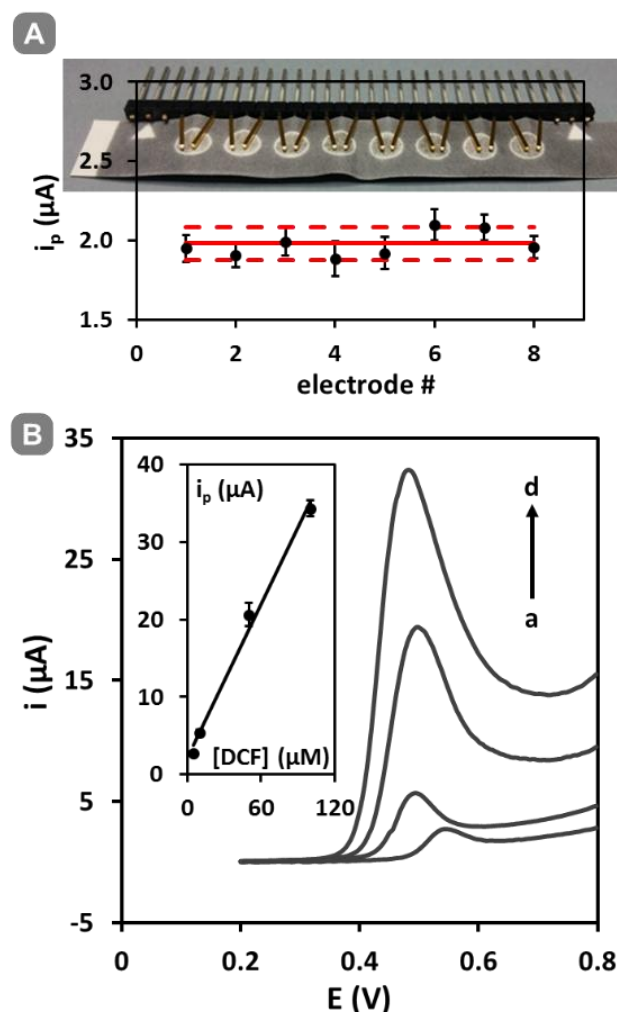 A
3.0
2.5
2.0
1.5
iₚ (µA)
0 2 4 6 8
electrode #
B
35
25
15
5
-5
i (µA)
40
30
20
10
0
iₚ (µA)
[DCF] (µM)
0 60 120
d
a
0 0.2 0.4 0.6 0.8
E (V)